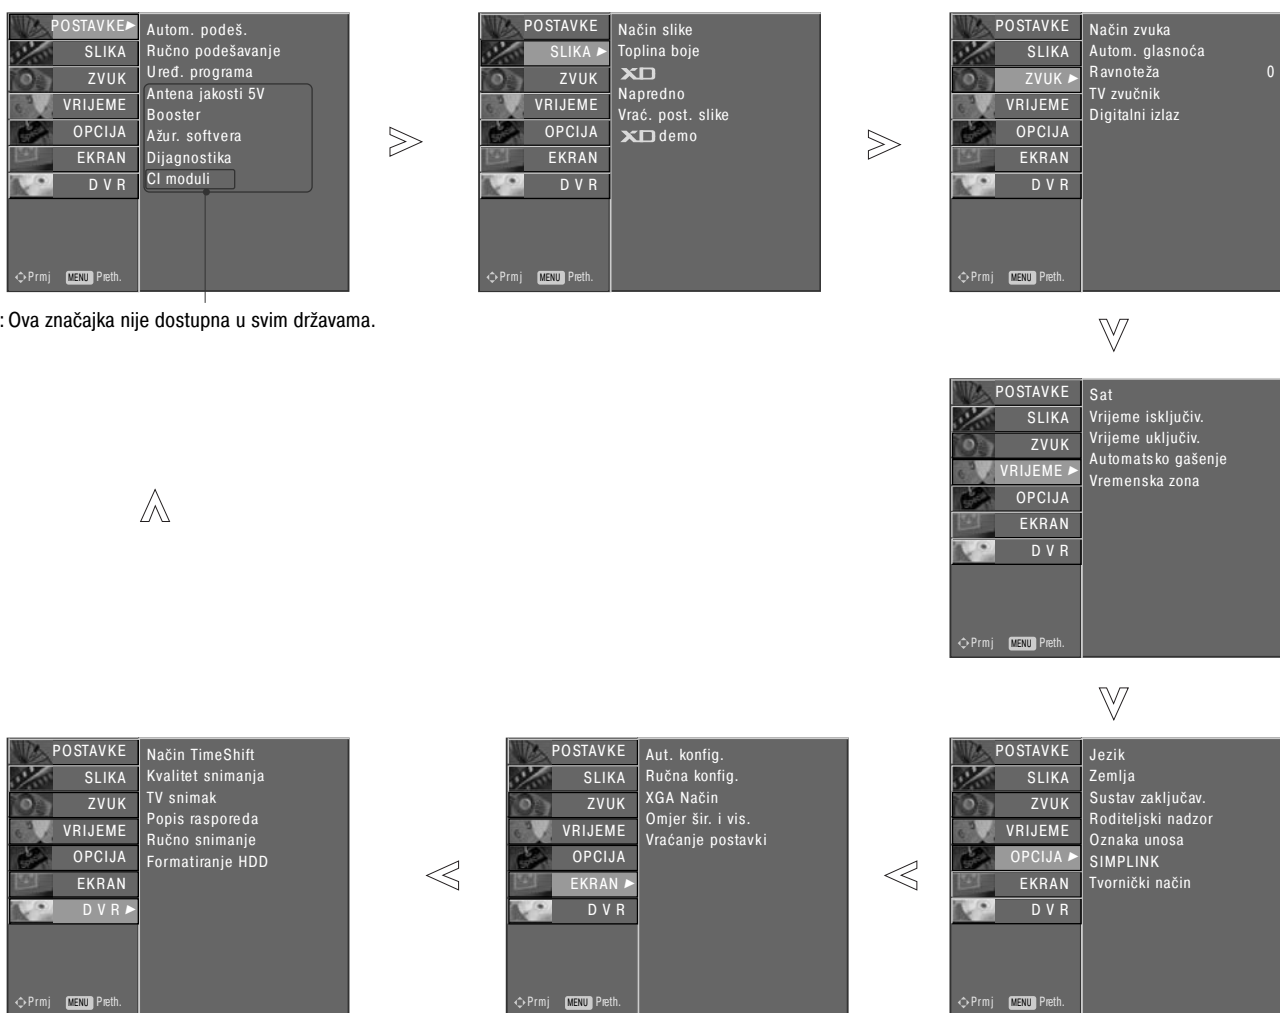 POSTAVKE
SLIKA
ZVUK
VRIJEME
OPCIJA
EKRAN
D V R
Autom. podeš.
Ručno podešavanje
Uređ. programa
Antena jakosti 5V
Booster
Ažur. softvera
Dijagnostika
CI moduli
Prmj MENU Preth.
: Ova značajka nije dostupna u svim državama.
POSTAVKE
SLIKA
ZVUK
VRIJEME
OPCIJA
EKRAN
D V R
Način slike
Toplina boje
XD
Napredno
Vrać. post. slike
XD demo
Prmj MENU Preth.
POSTAVKE
SLIKA
ZVUK
VRIJEME
OPCIJA
EKRAN
D V R
Način zvuka
Autom. glasnoća
Ravnoteža 0
TV zvučnik
Digitalni izlaz
Prmj MENU Preth.
POSTAVKE
SLIKA
ZVUK
VRIJEME
OPCIJA
EKRAN
D V R
Sat
Vrijeme isključiv.
Vrijeme uključiv.
Automatsko gašenje
Vremenska zona
Prmj MENU Preth.
POSTAVKE
SLIKA
ZVUK
VRIJEME
OPCIJA
EKRAN
D V R
Način TimeShift
Kvalitet snimanja
TV snimak
Popis rasporeda
Ručno snimanje
Formatiranje HDD
Prmj MENU Preth.
POSTAVKE
SLIKA
ZVUK
VRIJEME
OPCIJA
EKRAN
D V R
Aut. konfig.
Ručna konfig.
XGA Način
Omjer šir. i vis.
Vraćanje postavki
Prmj MENU Preth.
POSTAVKE
SLIKA
ZVUK
VRIJEME
OPCIJA
EKRAN
D V R
Jezik
Zemlja
Sustav zaključav.
Roditeljski nadzor
Oznaka unosa
SIMPLINK
Tvornički način
Prmj MENU Preth.